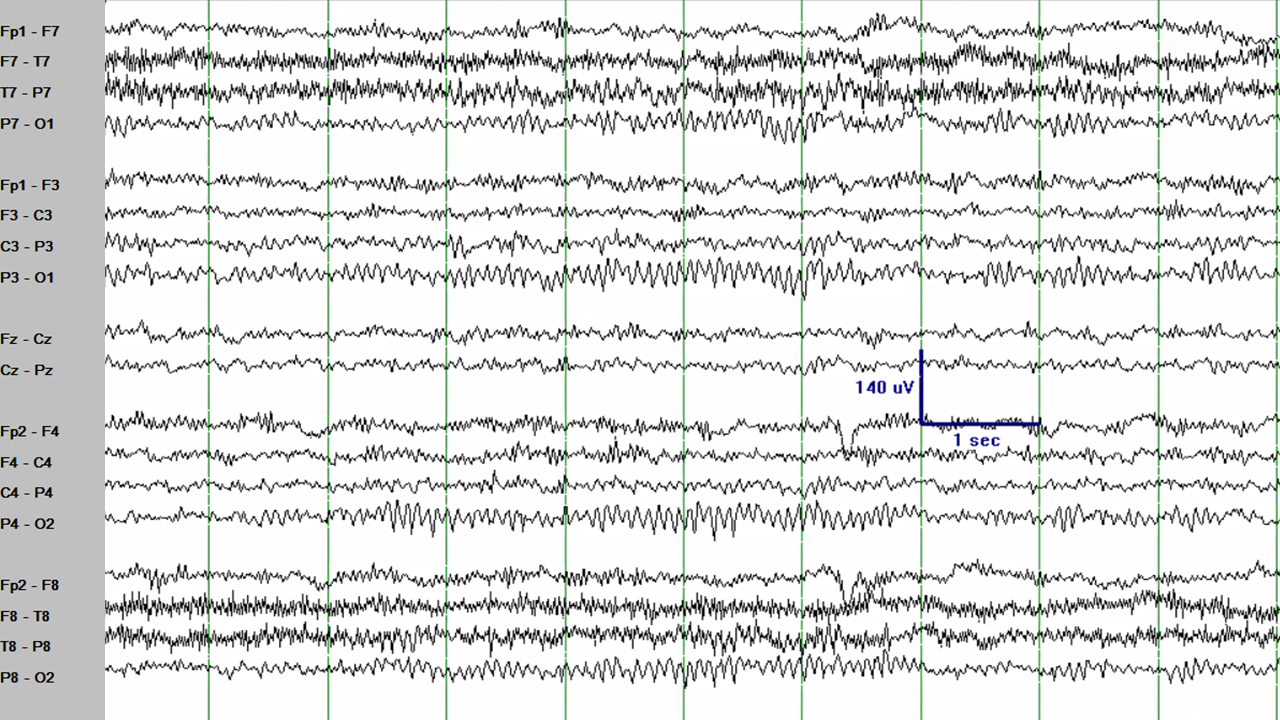 Fp1 - F7
F7 - T7
T7 - P7
P7 - O1
Fp1 - F3
F3 - C3
C3 - P3
P3 - O1
Fz - Cz
Cz - Pz
140 uV
Fp2 - F4
1 sec
F4 - C4
C4 - P4
P4 - O2
Fp2 - F8
F8 - T8
T8 - P8
P8 - O2